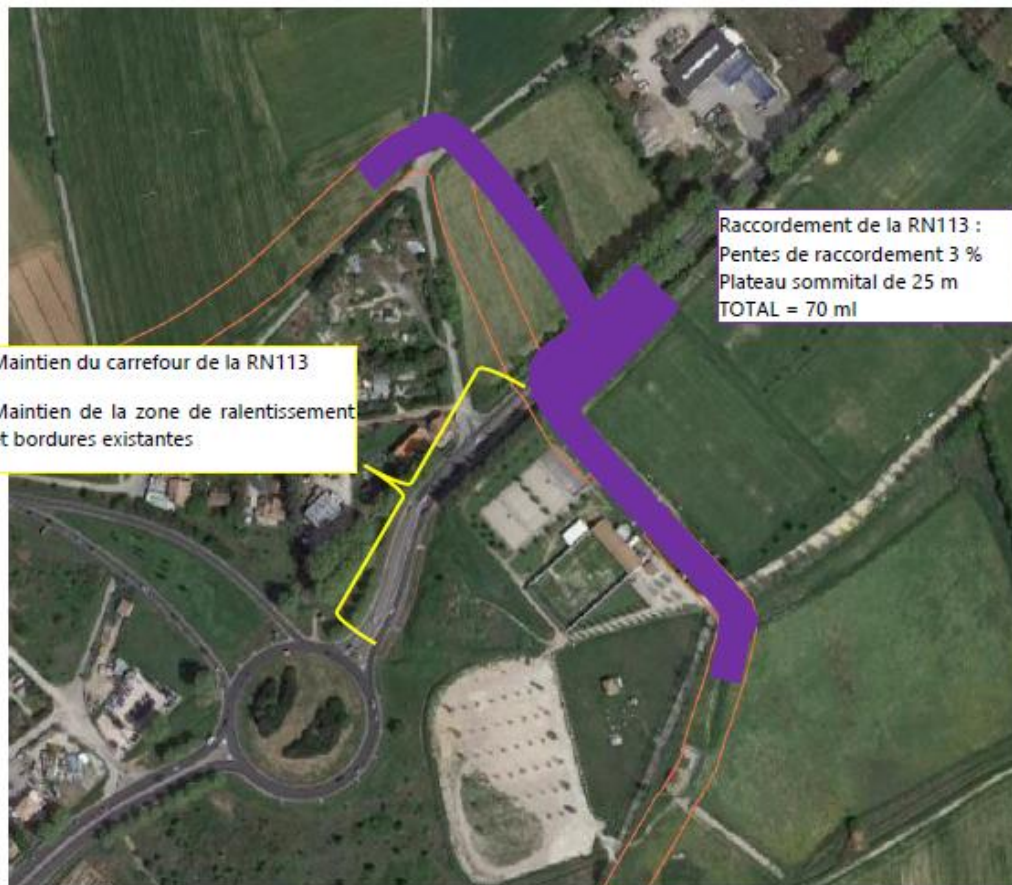 Raccordement de la RN113 :
Pentes de raccordement 3 %
Plateau sommital de 25 m
TOTAL = 70 ml
Maintien du carrefour de la RN113
Maintien de la zone de ralentissement
t bordures existantes